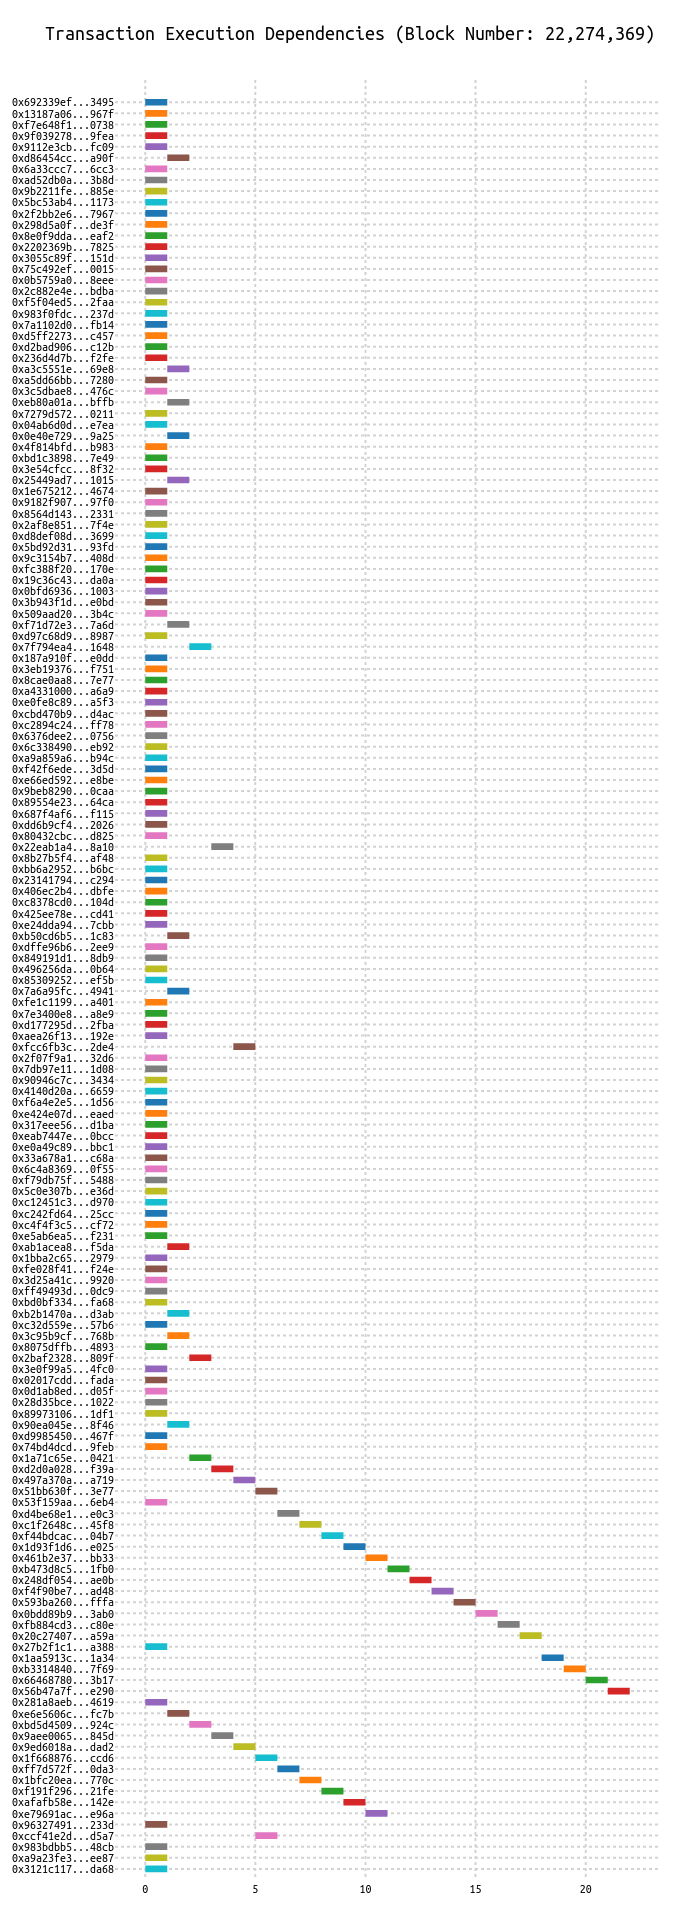 Transaction Execution Dependencies (Block Number: 22,274,369)
0x692339ef...3495
0x13187a06...967f
0xf7e648f1...0738
0x9f039278...9fea
0x9112e3cb...fc09
0xd86454cc...a90f
0x6a33ccc7...6cc3
0xad52db0a...3b8d
0x9b2211fe...885e
0x5bc53ab4...1173
0x2f2bb2e6...7967
0x298d5a0f...de3f
0x8e0f9dda...eaf2
0x2202369b...7825
0x3055c89f...151d
0x75c492ef...0015
0x0b5759a0...8eee
0x2c882e4e...bdba
0xf5f04ed5...2faa
0x983f0fdc...237d
0x7a1102d0...fb14
0xd5ff2273...c457
0xd2bad906...c12b
0x236d4d7b...f2fe
0xa3c5551e...69e8
0xa5dd66bb...7280
0x3c5dbae8...476c
0xeb80a01a...bffb
0x7279d572...0211
0x04ab6d0d...e7ea
0x0e40e729...9a25
0x4f814bfd...b983
0xbd1c3898...7e49
0x3e54cfcc...8f32
0x25449ad7...1015
0x1e675212...4674
0x9182f907...97f0
0x8564d143...2331
0x2af8e851...7f4e
0xd8def08d...3699
0x5bd92d31...93fd
0x9c3154b7...408d
0xfc388f20...170e
0x19c36c43...da0a
0x0bfd6936...1003
0x3b943f1d...e0bd
0x509aad20...3b4c
0xf71d72e3...7a6d
0xd97c68d9...8987
0x7f794ea4...1648
0x187a910f...e0dd
0x3eb19376...f751
0x8cae0aa8...7e77
0xa4331000...a6a9
0xe0fe8c89...a5f3
0xcbd470b9...d4ac
0xc2894c24...ff78
0x6376dee2...0756
0x6c338490...eb92
0xa9a859a6...b94c
0xf42f6ede...3d5d
0xe66ed592...e8be
0x9beb8290...0caa
0x89554e23...64ca
0x687f4af6...f115
0xdd6b9cf4...2026
0x80432cbc...d825
0x22eab1a4...8a10
0x8b27b5f4...af48
0xbb6a2952...b6bc
0x23141794...c294
0x406ec2b4...dbfe
0xc8378cd0...104d
0x425ee78e...cd41
0xe24dda94...7cbb
0xb50cd6b5...1c83
0xdffe96b6...2ee9
0x849191d1...8db9
0x496256da...0b64
0x85309252...ef5b
0x7a6a95fc...4941
0xfe1c1199...a401
0x7e3400e8...a8e9
0xd177295d...2fba
0xaea26f13...192e
0xfcc6fb3c...2de4
0x2f07f9a1...32d6
0x7db97e11...1d08
0x90946c7c...3434
0x4140d20a...6659
0xf6a4e2e5...1d56
0xe424e07d...eaed
0x317eee56...d1ba
0xeab7447e...0bcc
0xe0a49c89...bbc1
0x33a678a1...c68a
0x6c4a8369...0f55
0xf79db75f...5488
0x5c0e307b...e36d
0xc12451c3...d970
0xc242fd64...25cc
0xc4f4f3c5...cf72
0xe5ab6ea5...f231
0xab1acea8...f5da
0x1bba2c65...2979
0xfe028f41...f24e
0x3d25a41c...9920
0xff49493d...0dc9
0xbd0bf334...fa68
0xb2b1470a...d3ab
0xc32d559e...57b6
0x3c95b9cf...768b
0x8075dffb...4893
0x2baf2328...809f
0x3e0f99a5...4fc0
0x02017cdd...fada
0x0d1ab8ed...d05f
0x28d35bce...1022
0x89973106...1df1
0x90ea045e...8f46
0xd9985450...467f
0x74bd4dcd...9feb
0x1a71c65e...0421
0xd2d0a028...f39a
0x497a370a...a719
0x51bb630f...3e77
0x53f159aa...6eb4
0xd4be68e1...e0c3
0xc1f2648c...45f8
0xf44bdcac...04b7
0x1d93f1d6...e025
0x461b2e37...bb33
0xb473d8c5...1fb0
0x248df054...ae0b
0xf4f90be7...ad48
0x593ba260...fffa
0x0bdd89b9...3ab0
0xfb884cd3...c80e
0x20c27407...a59a
0x27b2f1c1...a388
0x1aa5913c...1a34
0xb3314840...7f69
0x66468780...3b17
0x56b47a7f...e290
0x281a8aeb...4619
0xe6e5606c...fc7b
0xbd5d4509...924c
0x9aee0065...845d
0x9ed6018a...dad2
0x1f668876...ccd6
0xff7d572f...0da3
0x1bfc20ea...770c
0xf191f296...21fe
0xafafb58e...142e
0xe79691ac...e96a
0x96327491...233d
0xccf41e2d...d5a7
0x983bdbb5...48cb
0xa9a23fe3...ee87
0x3121c117...da68
0 5 10 15 20